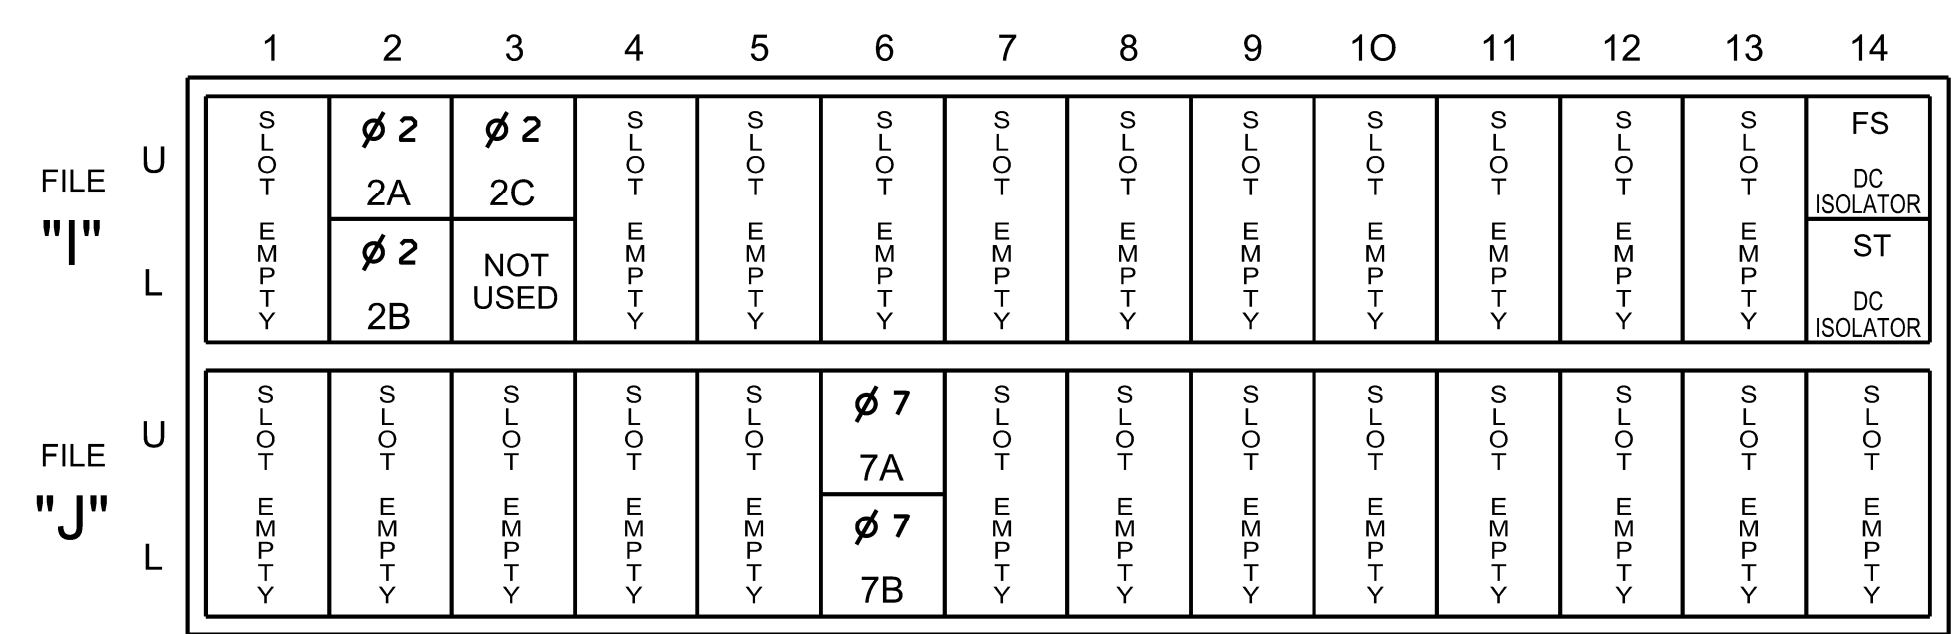 1 2 3 4 5 6 7 8 9 10 11 12 13 14
FILE "I"
U
L
SLOT EMPTY
ø 2 2A
ø 2 2B
ø 2 2C
NOT USED
SLOT EMPTY
SLOT EMPTY
SLOT EMPTY
SLOT EMPTY
SLOT EMPTY
SLOT EMPTY
SLOT EMPTY
SLOT EMPTY
SLOT EMPTY
SLOT EMPTY
FS DC ISOLATOR
ST DC ISOLATOR
FILE "J"
U
L
SLOT EMPTY
SLOT EMPTY
SLOT EMPTY
SLOT EMPTY
SLOT EMPTY
ø 7 7A
ø 7 7B
SLOT EMPTY
SLOT EMPTY
SLOT EMPTY
SLOT EMPTY
SLOT EMPTY
SLOT EMPTY
SLOT EMPTY
SLOT EMPTY